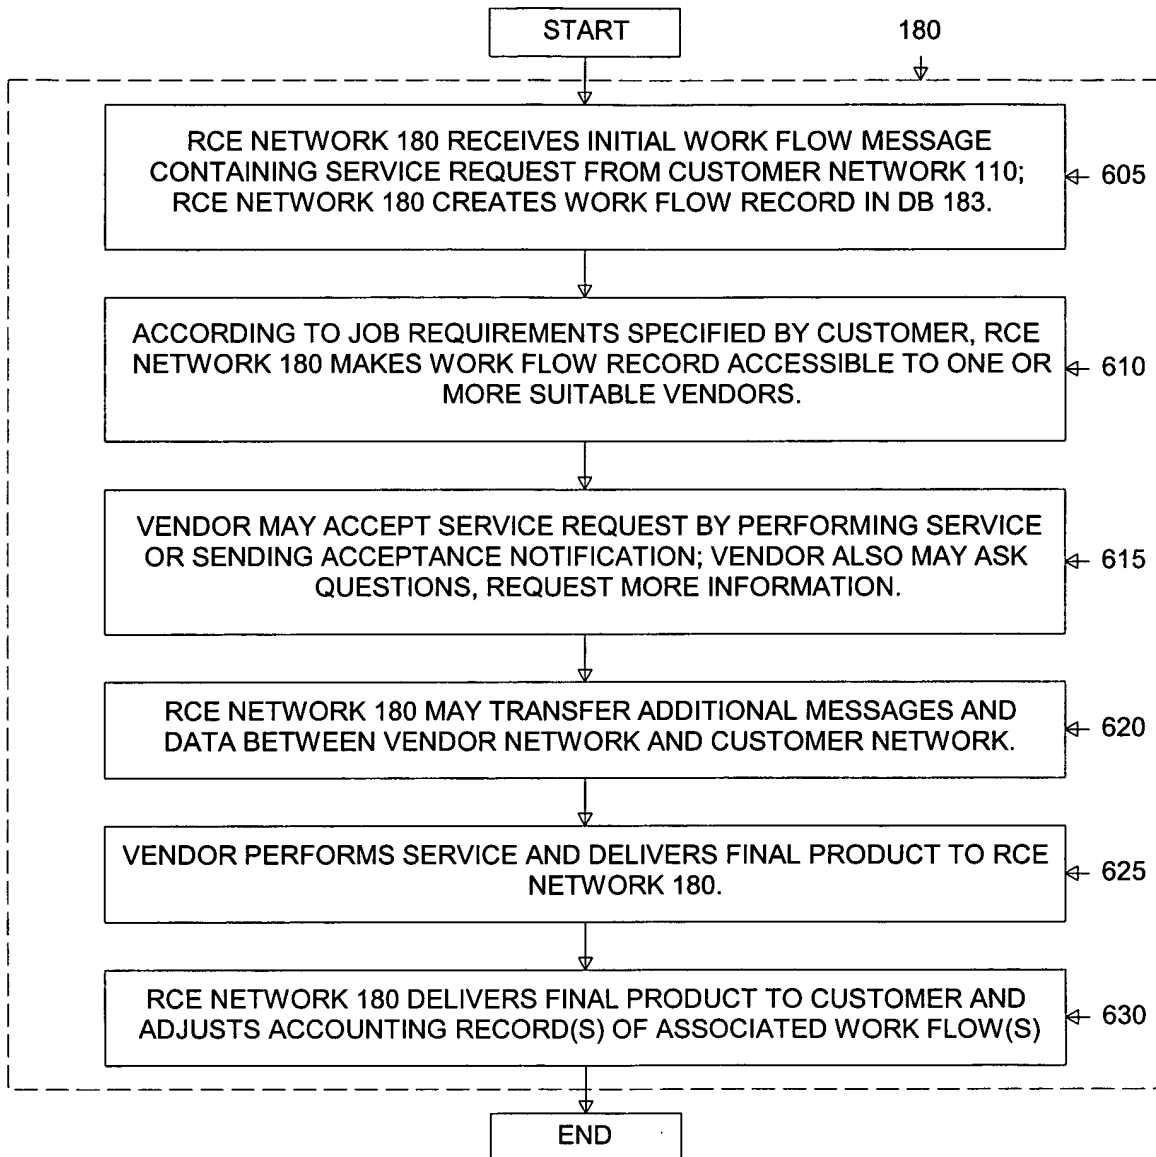 START
180
RCE NETWORK 180 RECEIVES INITIAL WORK FLOW MESSAGE
CONTAINING SERVICE REQUEST FROM CUSTOMER NETWORK 110;
RCE NETWORK 180 CREATES WORK FLOW RECORD IN DB 183.
605
ACCORDING TO JOB REQUIREMENTS SPECIFIED BY CUSTOMER, RCE
NETWORK 180 MAKES WORK FLOW RECORD ACCESSIBLE TO ONE OR
MORE SUITABLE VENDORS.
610
VENDOR MAY ACCEPT SERVICE REQUEST BY PERFORMING SERVICE
OR SENDING ACCEPTANCE NOTIFICATION; VENDOR ALSO MAY ASK
QUESTIONS, REQUEST MORE INFORMATION.
615
RCE NETWORK 180 MAY TRANSFER ADDITIONAL MESSAGES AND
DATA BETWEEN VENDOR NETWORK AND CUSTOMER NETWORK.
620
VENDOR PERFORMS SERVICE AND DELIVERS FINAL PRODUCT TO RCE
NETWORK 180.
625
RCE NETWORK 180 DELIVERS FINAL PRODUCT TO CUSTOMER AND
ADJUSTS ACCOUNTING RECORD(S) OF ASSOCIATED WORK FLOW(S)
630
END